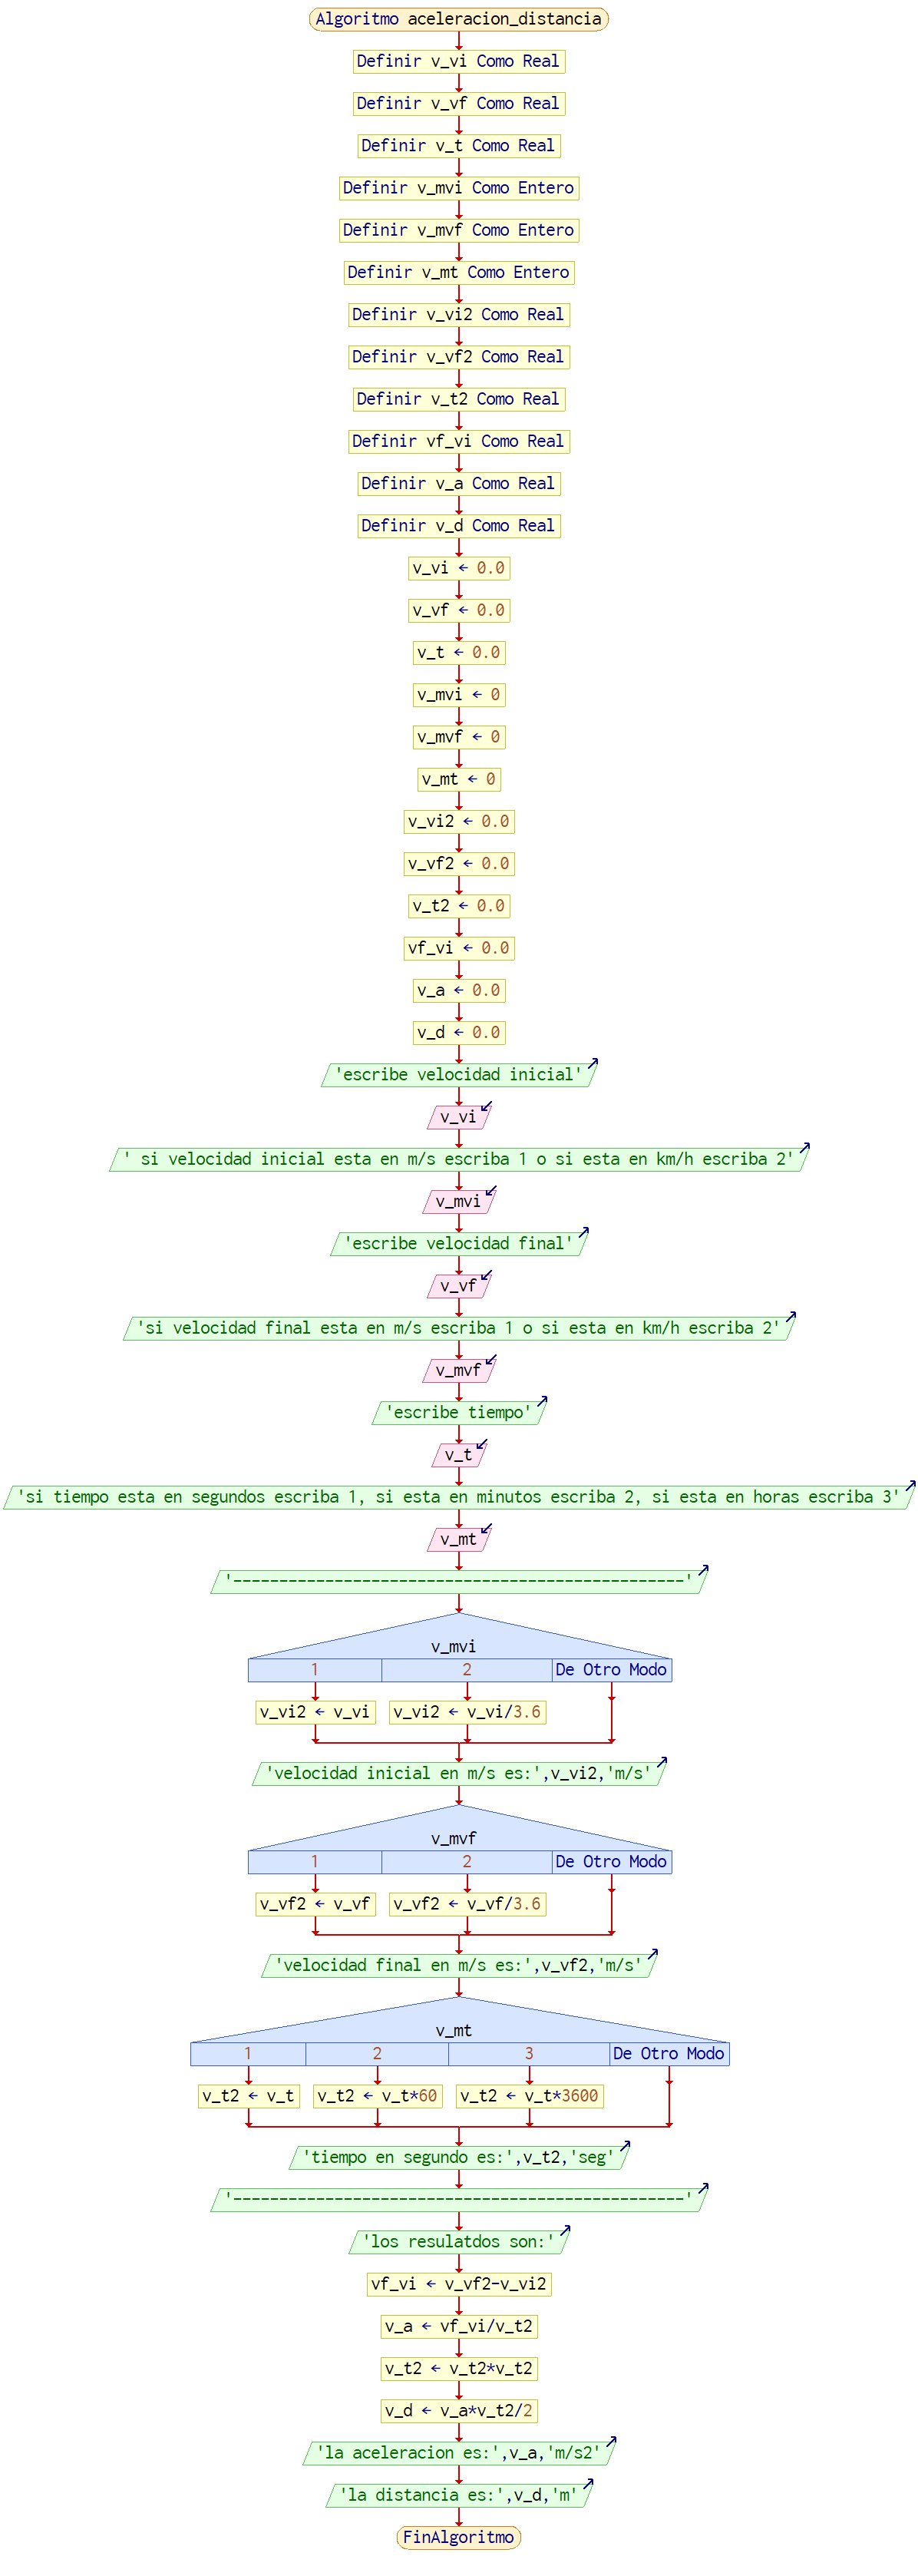 Algoritmo aceleracion_distancia
Definir v_vi Como Real
Definir v_vf Como Real
Definir v_t Como Real
Definir v_mvi Como Entero
Definir v_mvf Como Entero
Definir v_mt Como Entero
Definir v_vi2 Como Real
Definir v_vf2 Como Real
Definir v_t2 Como Real
Definir vf_vi Como Real
Definir v_a Como Real
Definir v_d Como Real
v_vi ← 0.0
v_vf ← 0.0
v_t ← 0.0
v_mvi ← 0
v_mvf ← 0
v_mt ← 0
v_vi2 ← 0.0
v_vf2 ← 0.0
v_t2 ← 0.0
vf_vi ← 0.0
v_a ← 0.0
v_d ← 0.0
'escribe velocidad inicial'
v_vi
' si velocidad inicial esta en m/s escriba 1 o si esta en km/h escriba 2'
v_mvi
'escribe velocidad final'
v_vf
'si velocidad final esta en m/s escriba 1 o si esta en km/h escriba 2'
v_mvf
'escribe tiempo'
v_t
'si tiempo esta en segundos escriba 1, si esta en minutos escriba 2, si esta en horas escriba 3'
v_mt
'-------------------------------------------------'
v_mvi
1 2 De Otro Modo
v_vi2 ← v_vi v_vi2 ← v_vi/3.6
'velocidad inicial en m/s es:',v_vi2,'m/s'
v_mvf
1 2 De Otro Modo
v_vf2 ← v_vf v_vf2 ← v_vf/3.6
'velocidad final en m/s es:',v_vf2,'m/s'
v_mt
1 2 3 De Otro Modo
v_t2 ← v_t v_t2 ← v_t*60 v_t2 ← v_t*3600
'tiempo en segundo es:',v_t2,'seg'
'-------------------------------------------------'
'los resulatdos son:'
vf_vi ← v_vf2-v_vi2
v_a ← vf_vi/v_t2
v_t2 ← v_t2*v_t2
v_d ← v_a*v_t2/2
'la aceleracion es:',v_a,'m/s2'
'la distancia es:',v_d,'m'
FinAlgoritmo